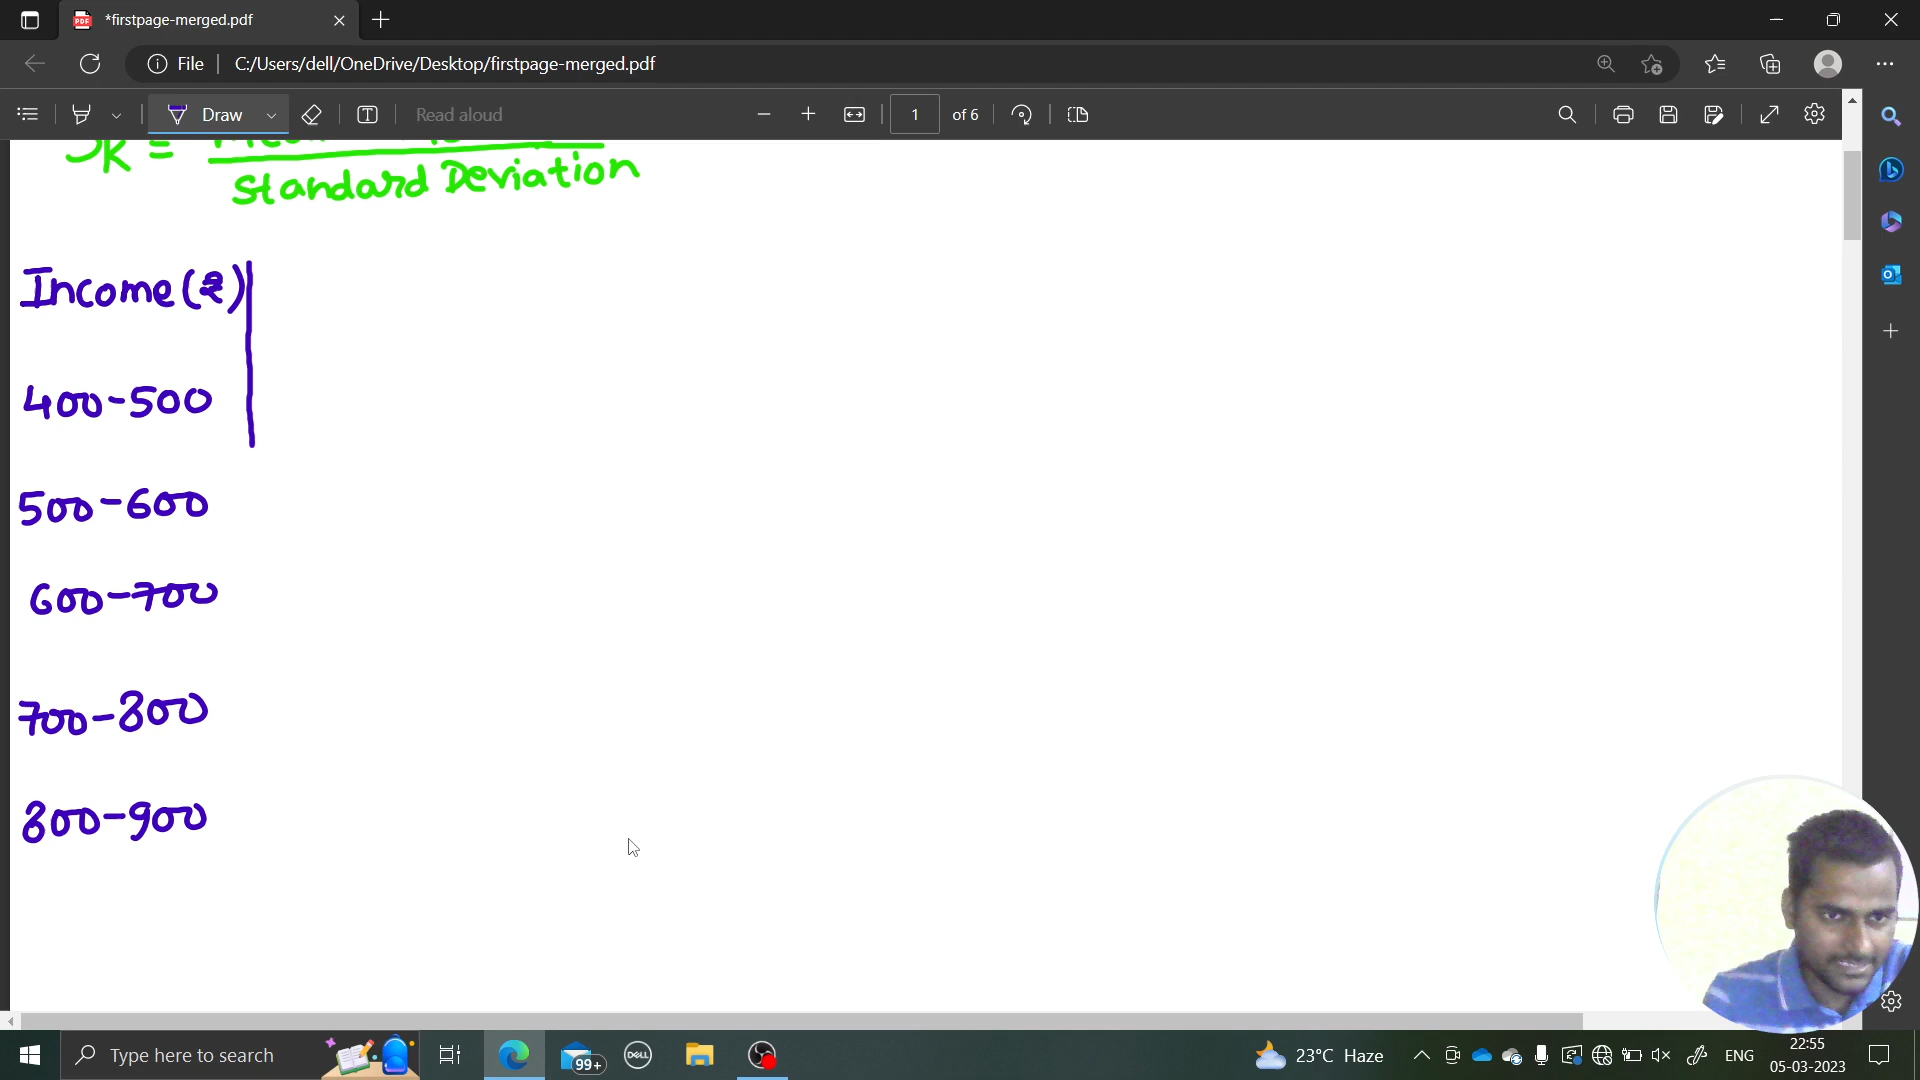 *firstpage-merged.pdf
File C:/Users/dell/OneDrive/Desktop/firstpage-merged.pdf
Draw Read aloud 1 of 6
SK =
Standard Deviation
Income (₹)
400-500
500-600
600-700
700-800
800-900
Type here to search
99+
DELL
23°C Haze
ENG
22:55
05-03-2023